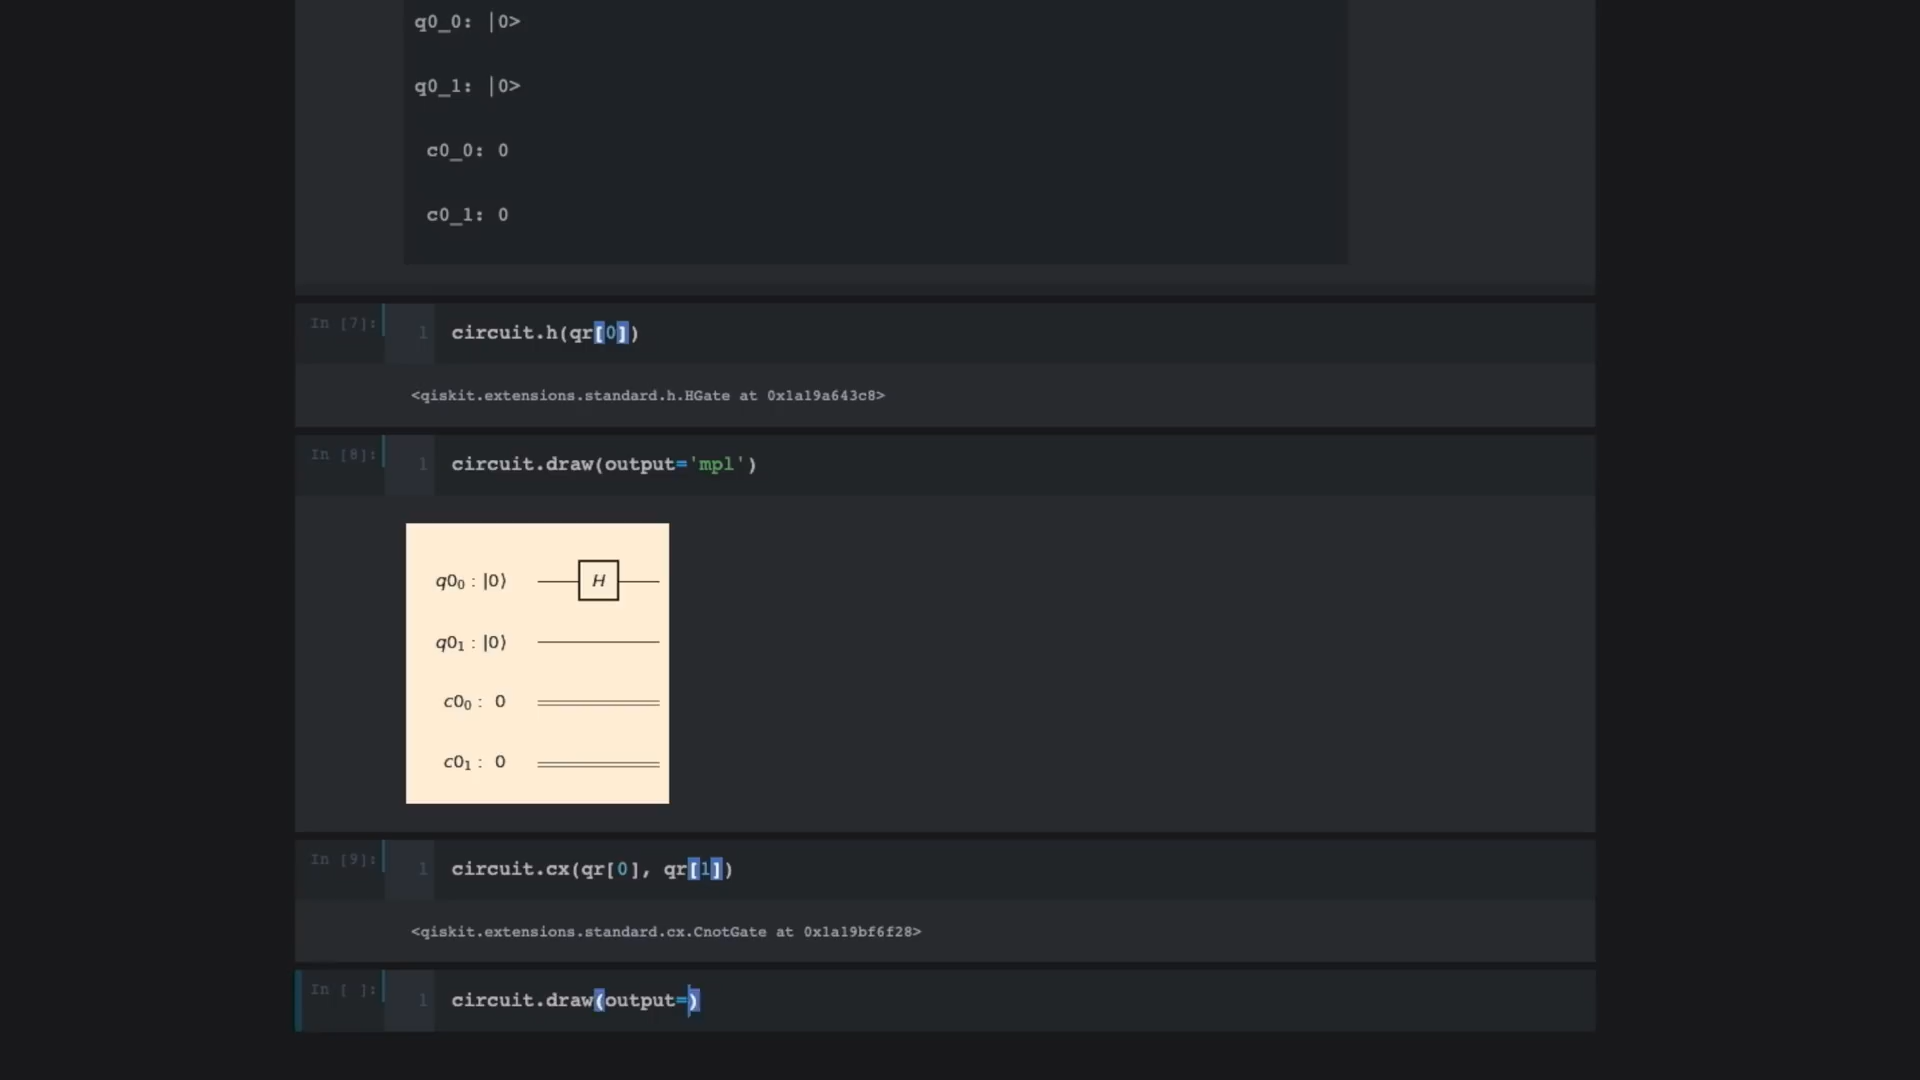 q0_0: |0>
q0_1: |0>
c0_0: 0
c0_1: 0
In [7]: 1 circuit.h(qr[0])
<qiskit.extensions.standard.h.HGate at 0x1a19a643c8>
In [8]: 1 circuit.draw(output='mpl')
q0₀ : |0⟩ H
q0₁ : |0⟩
c0₀ : 0
c0₁ : 0
In [9]: 1 circuit.cx(qr[0], qr[1])
<qiskit.extensions.standard.cx.CnotGate at 0x1a19bf6f28>
In [ ]: 1 circuit.draw(output=)